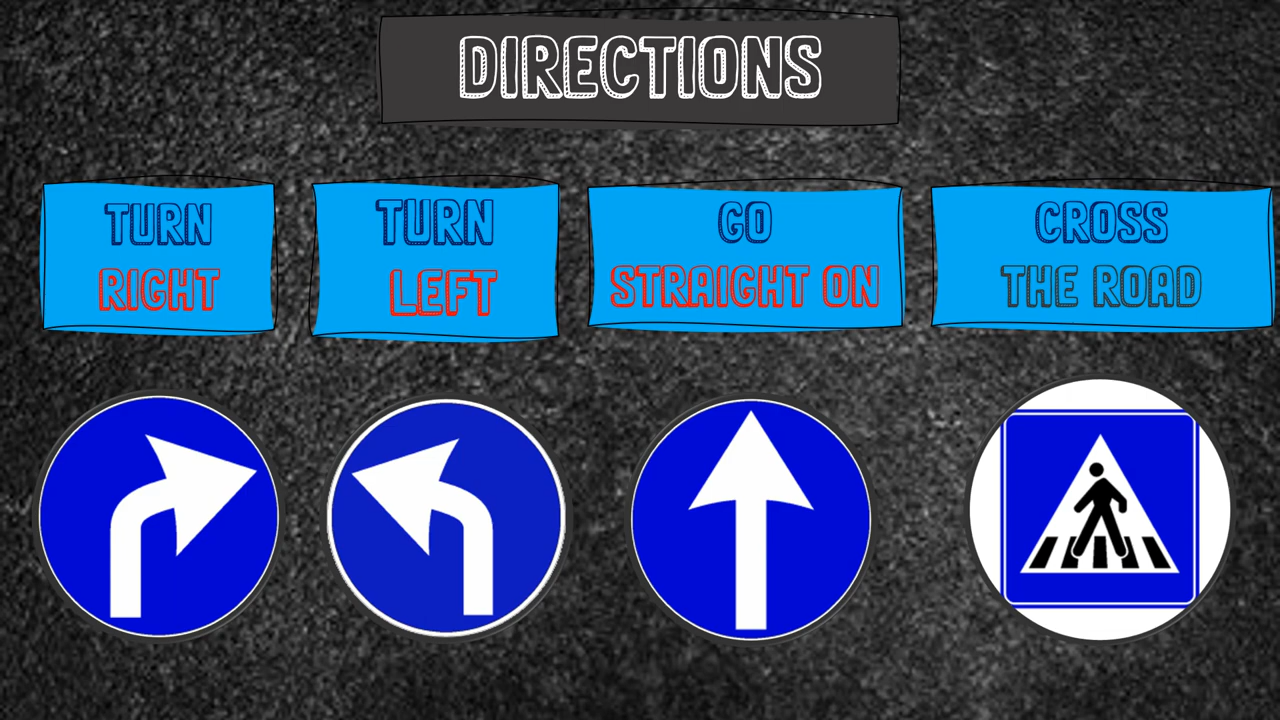 DIRECTIONS
TURN
RIGHT
TURN
LEFT
GO
STRAIGHT ON
CROSS
THE ROAD